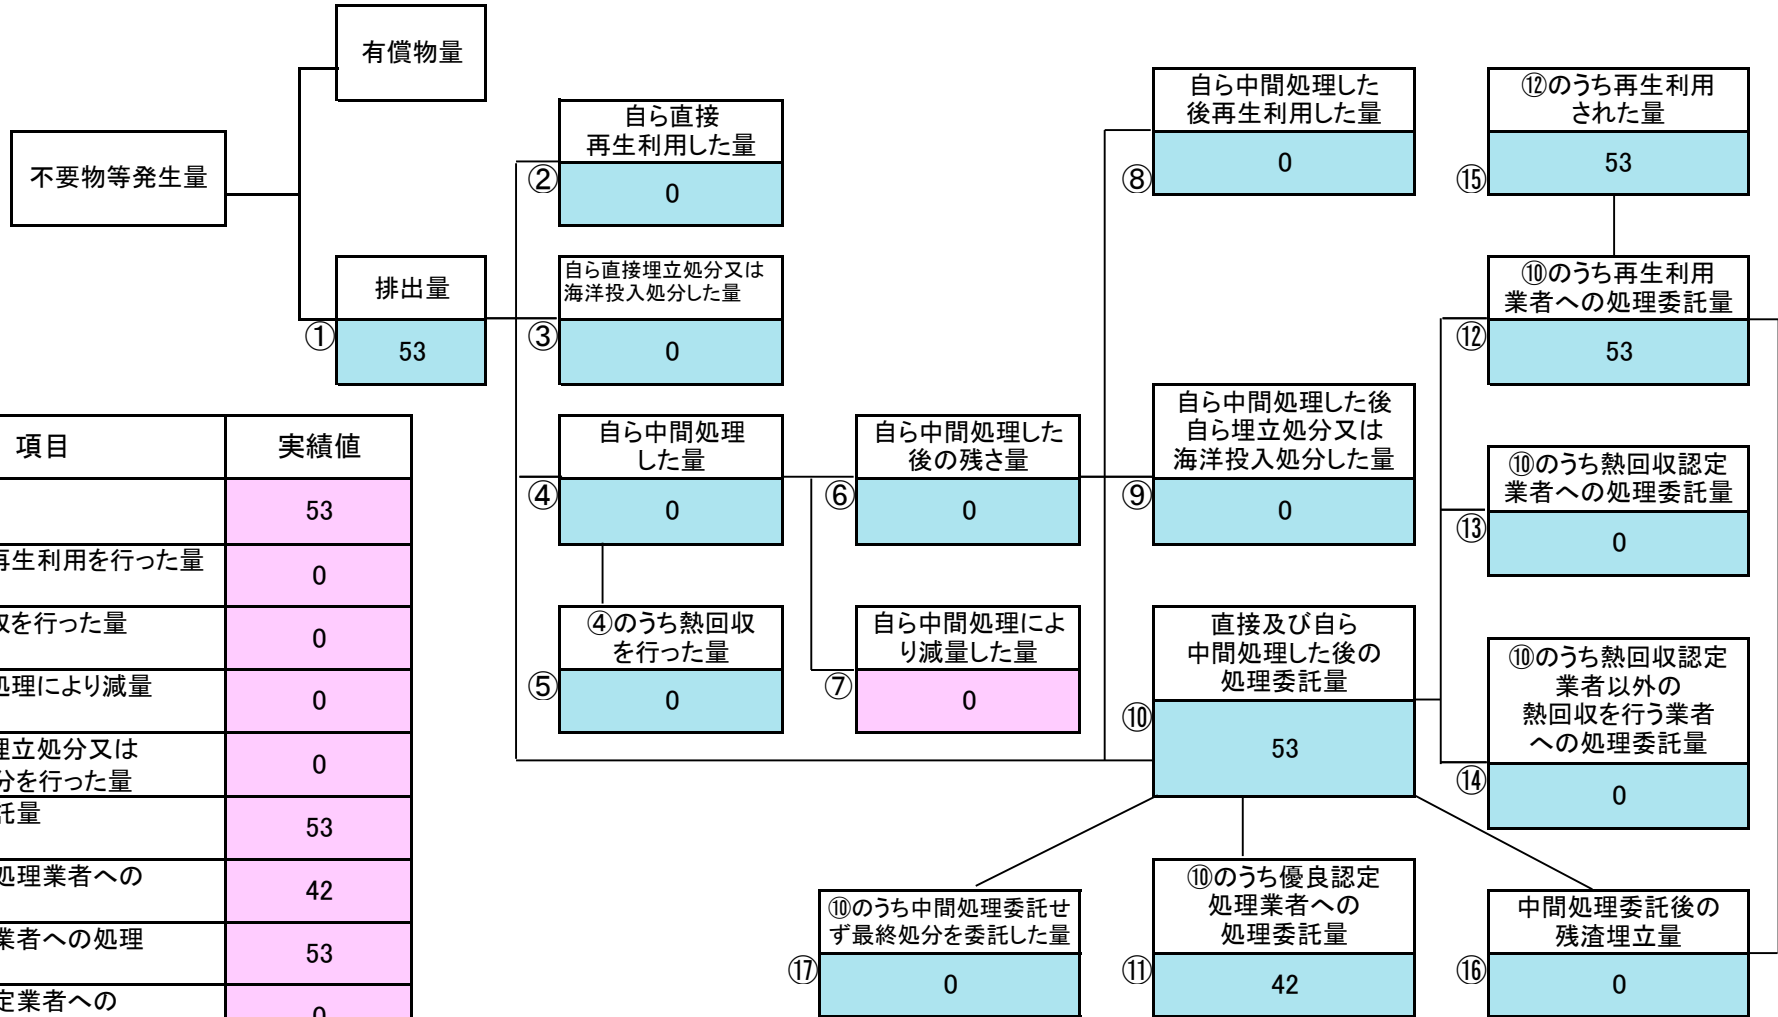 有償物量
不要物等発生量
自ら直接
再生利用した量
②
0
自ら中間処理した
後再生利用した量
⑧
0
⑫のうち再生利用
された量
⑮
53
排出量
①
53
自ら直接埋立処分又は
海洋投入処分した量
③
0
⑩のうち再生利用
業者への処理委託量
⑫
53
自ら中間処理
した量
④
0
自ら中間処理した
後の残さ量
⑥
0
自ら中間処理した後
自ら埋立処分又は
海洋投入処分した量
⑨
0
⑩のうち熱回収認定
業者への処理委託量
⑬
0
④のうち熱回収
を行った量
⑤
0
自ら中間処理によ
り減量した量
⑦
0
直接及び自ら
中間処理した後の
処理委託量
⑩
53
⑩のうち熱回収認定
業者以外の
熱回収を行う業者
への処理委託量
⑭
0
⑩のうち中間処理委託せ
ず最終処分を委託した量
⑰
0
⑩のうち優良認定
処理業者への
処理委託量
⑪
42
中間処理委託後の
残渣埋立量
⑯
0
項目 実績値
53
再生利用を行った量
0
を行った量
0
処理により減量
0
埋立処分又は
分を行った量
0
託量
53
処理業者への
42
業者への処理
53
定業者への
0